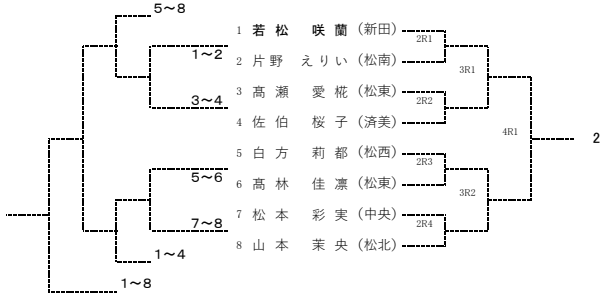 5～8
1 若松 咲蘭 (新田)
2R1
1～2
2 片野 えりい (松南)
3R1
3 髙瀬 愛椛 (松東)
3～4
2R2
4 佐伯 桜子 (済美)
4R1
2
5 白方 莉都 (松西)
2R3
5～6
6 髙林 佳凛 (松東)
3R2
7 松本 彩実 (中央)
7～8
2R4
8 山本 茉央 (松北)
1～4
1～8